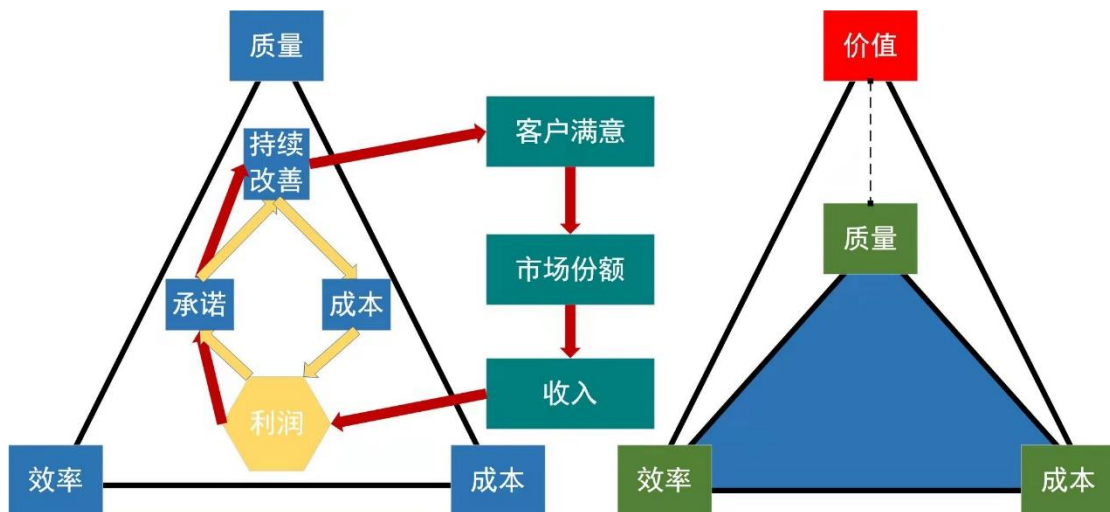 质量
持续
改善
承诺
成本
利润
效率
成本
客户满意
市场份额
收入
价值
质量
效率
成本